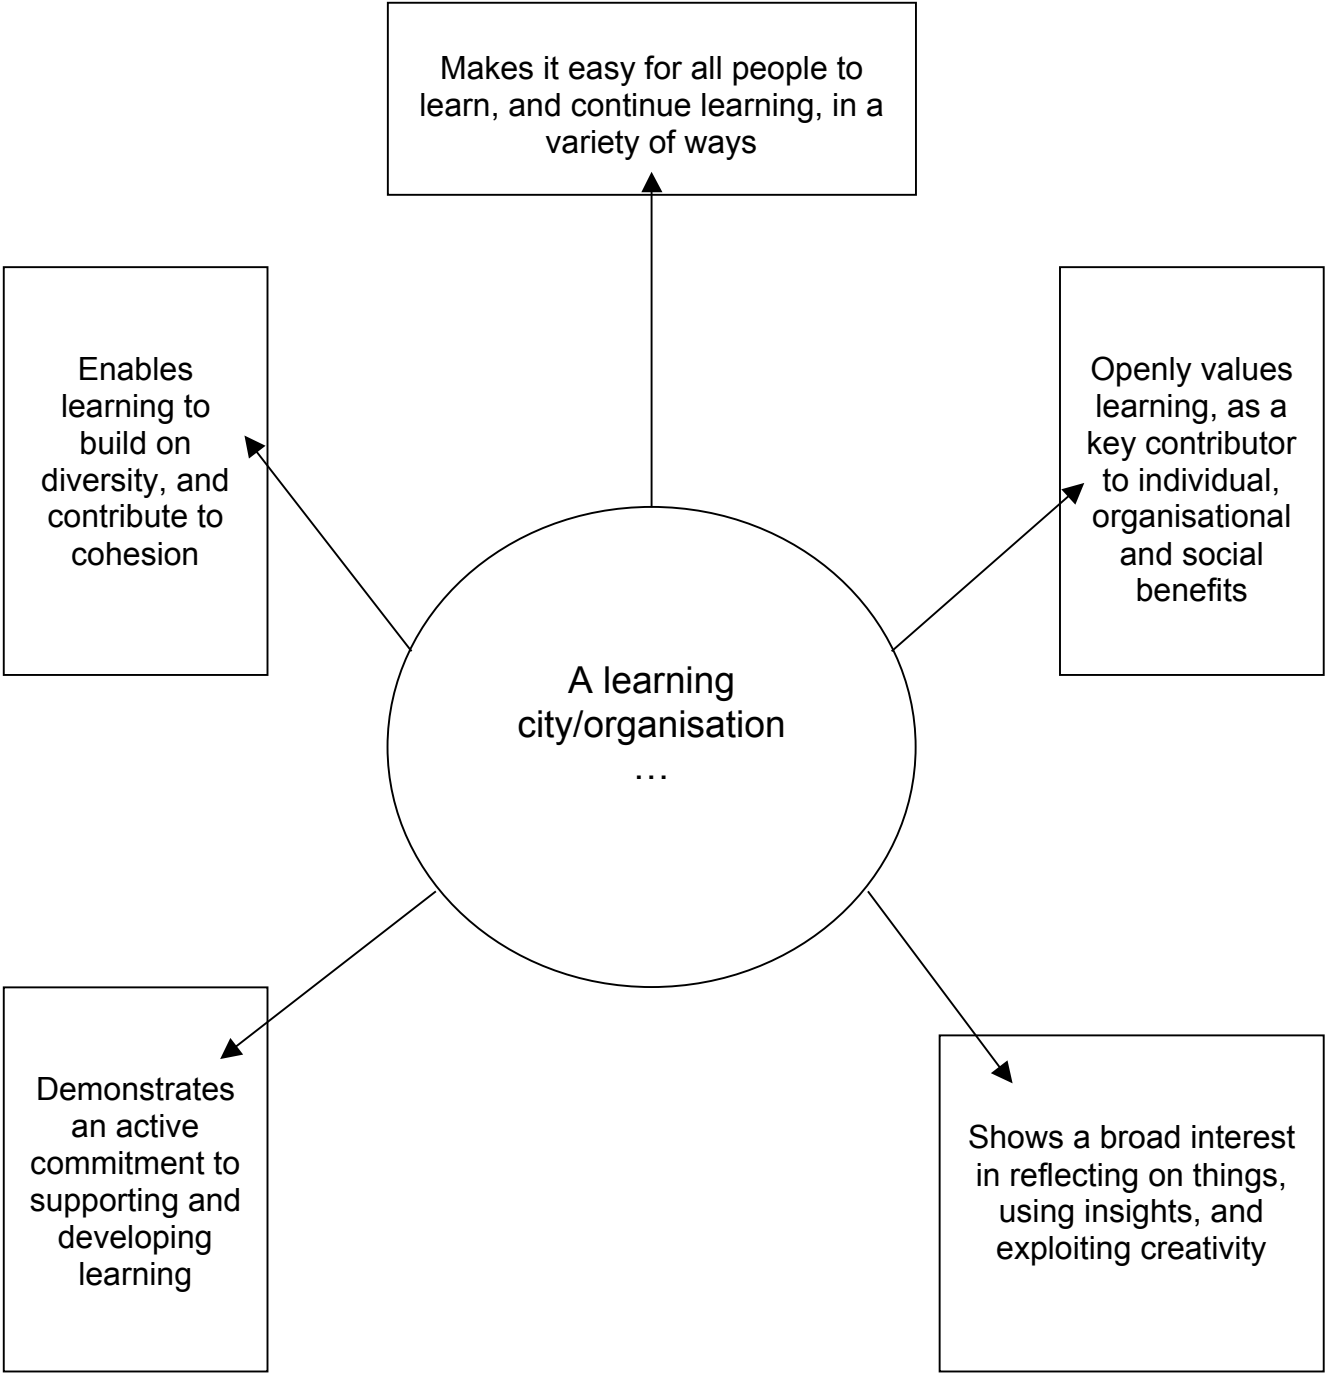 Makes it easy for all people to
learn, and continue learning, in a
variety of ways
Enables
learning to
build on
diversity, and
contribute to
cohesion
Openly values
learning, as a
key contributor
to individual,
organisational
and social
benefits
A learning
city/organisation
…
Demonstrates
an active
commitment to
supporting and
developing
learning
Shows a broad interest
in reflecting on things,
using insights, and
exploiting creativity